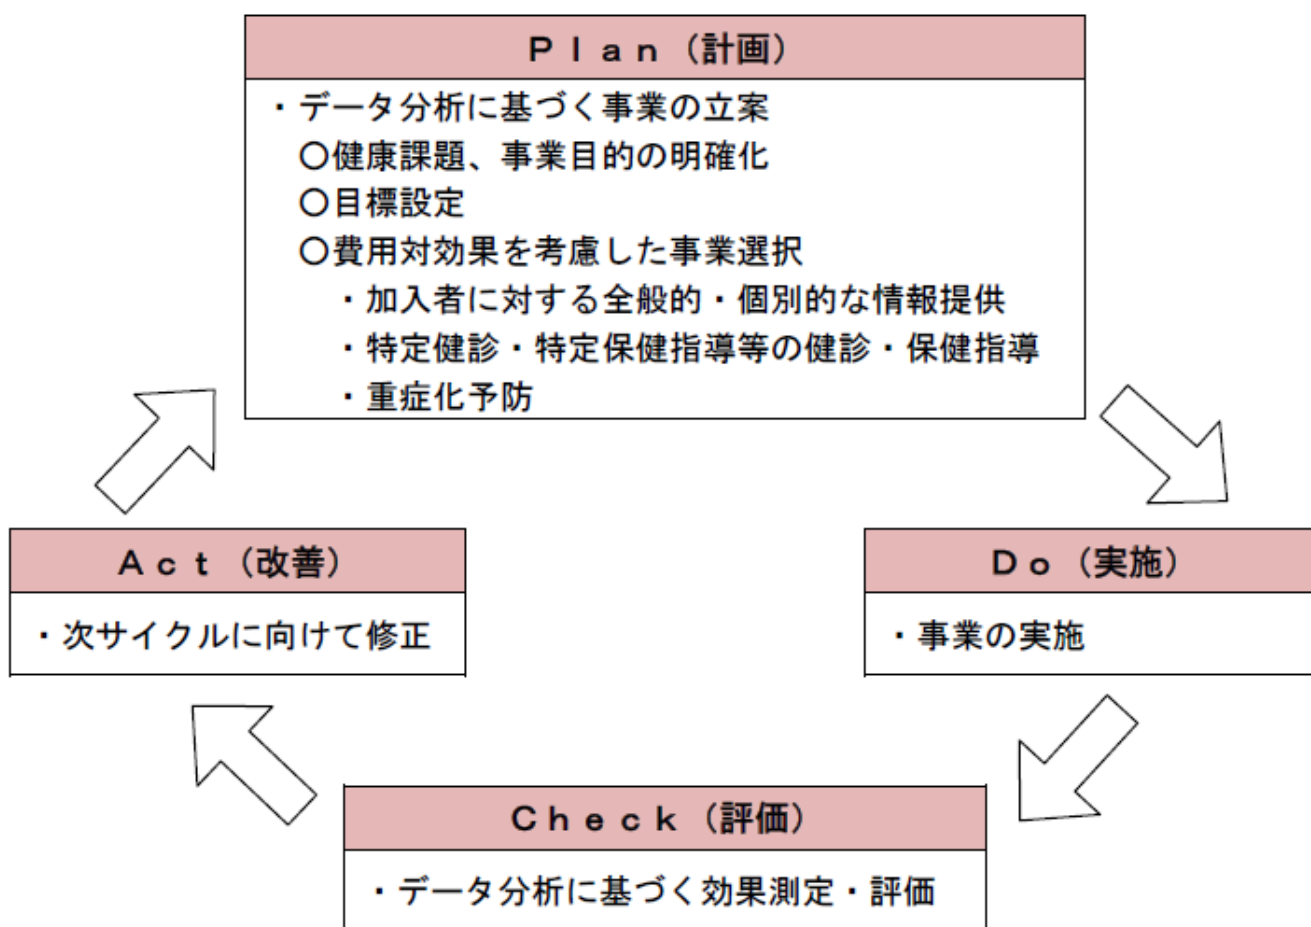 Ｐｌａｎ（計画）
・データ分析に基づく事業の立案
○健康課題、事業目的の明確化
○目標設定
○費用対効果を考慮した事業選択
・加入者に対する全般的・個別的な情報提供
・特定健診・特定保健指導等の健診・保健指導
・重症化予防
Ｄｏ（実施）
・事業の実施
Ｃｈｅｃｋ（評価）
・データ分析に基づく効果測定・評価
Ａｃｔ（改善）
・次サイクルに向けて修正